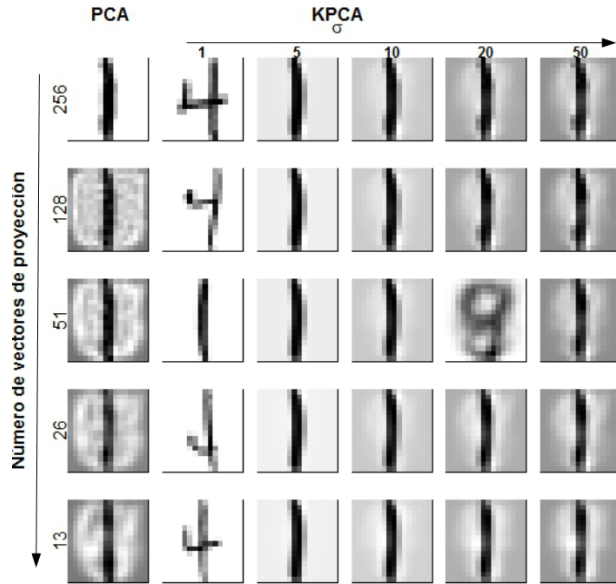 PCA
KPCA
σ
1 5 10 20 50
256
128
51
26
13
Número de vectores de proyección